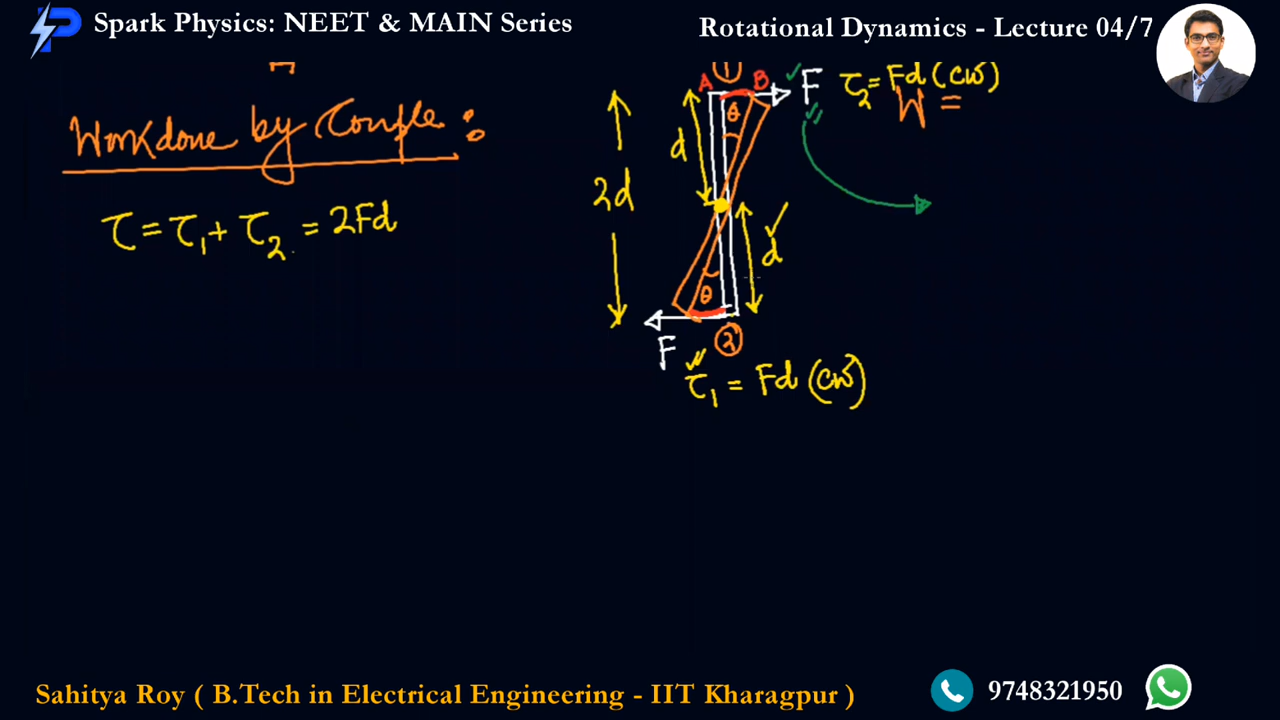 Spark Physics: NEET & MAIN Series
Rotational Dynamics - Lecture 04/7
Workdone by Couple :
τ = τ1 + τ2 = 2Fd
1
A B
F
τ2 = Fd (CW)
W =
θ
d
2d
d
θ
F
2
τ1 = Fd (CW)
Sahitya Roy ( B.Tech in Electrical Engineering - IIT Kharagpur )
9748321950